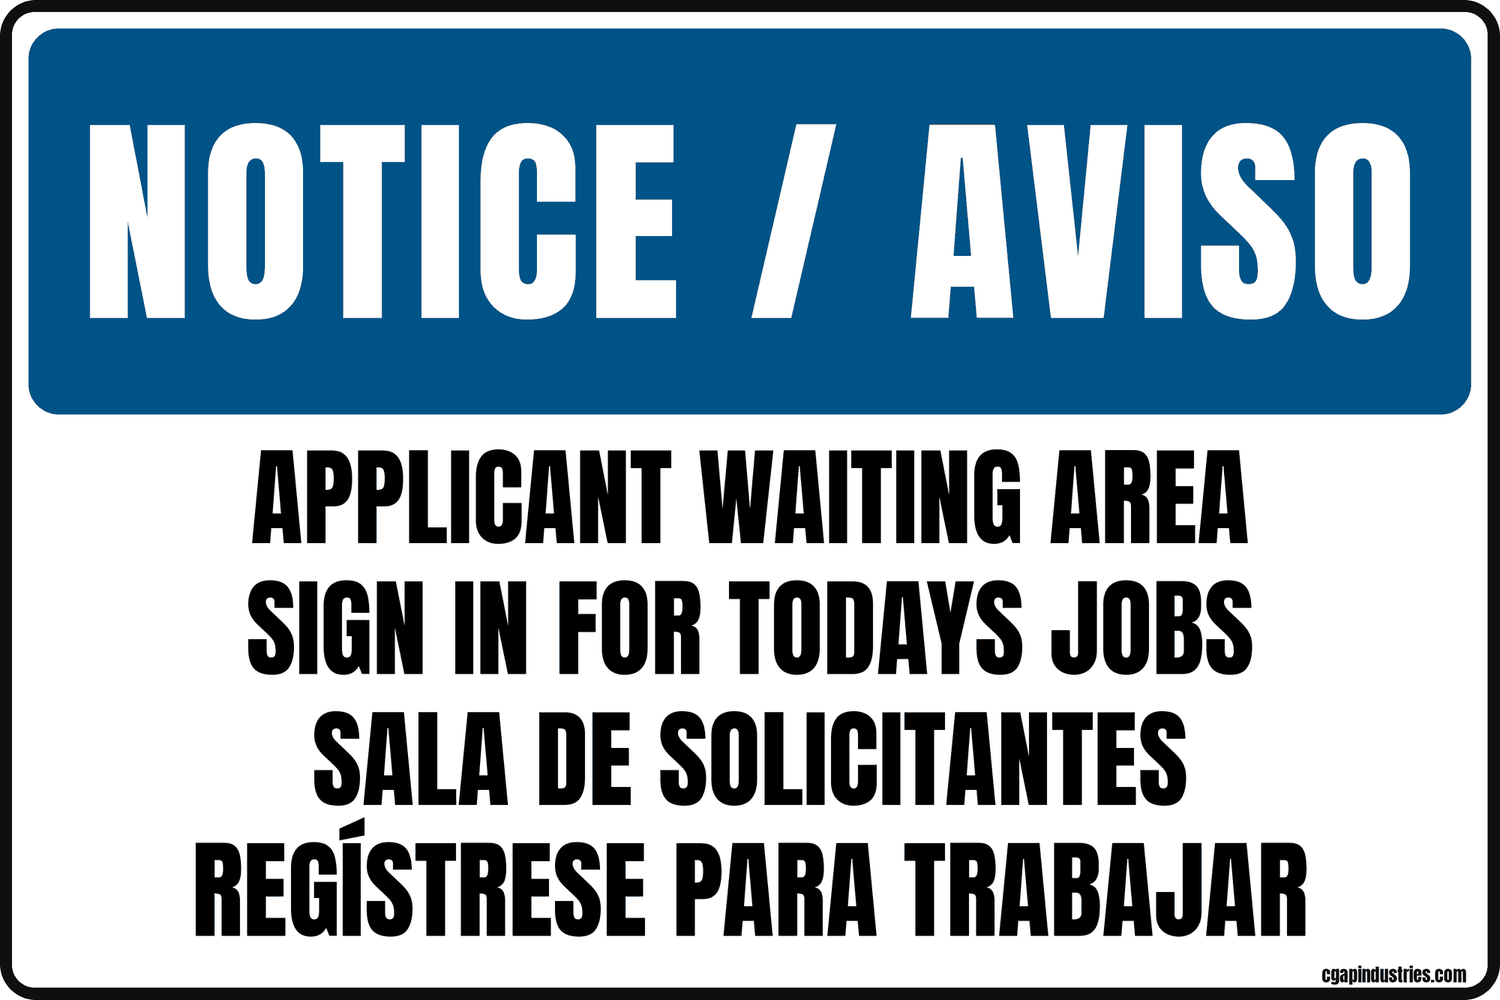 NOTICE / AVISO
APPLICANT WAITING AREA
SIGN IN FOR TODAYS JOBS
SALA DE SOLICITANTES
REGÍSTRESE PARA TRABAJAR
cgapindustries.com